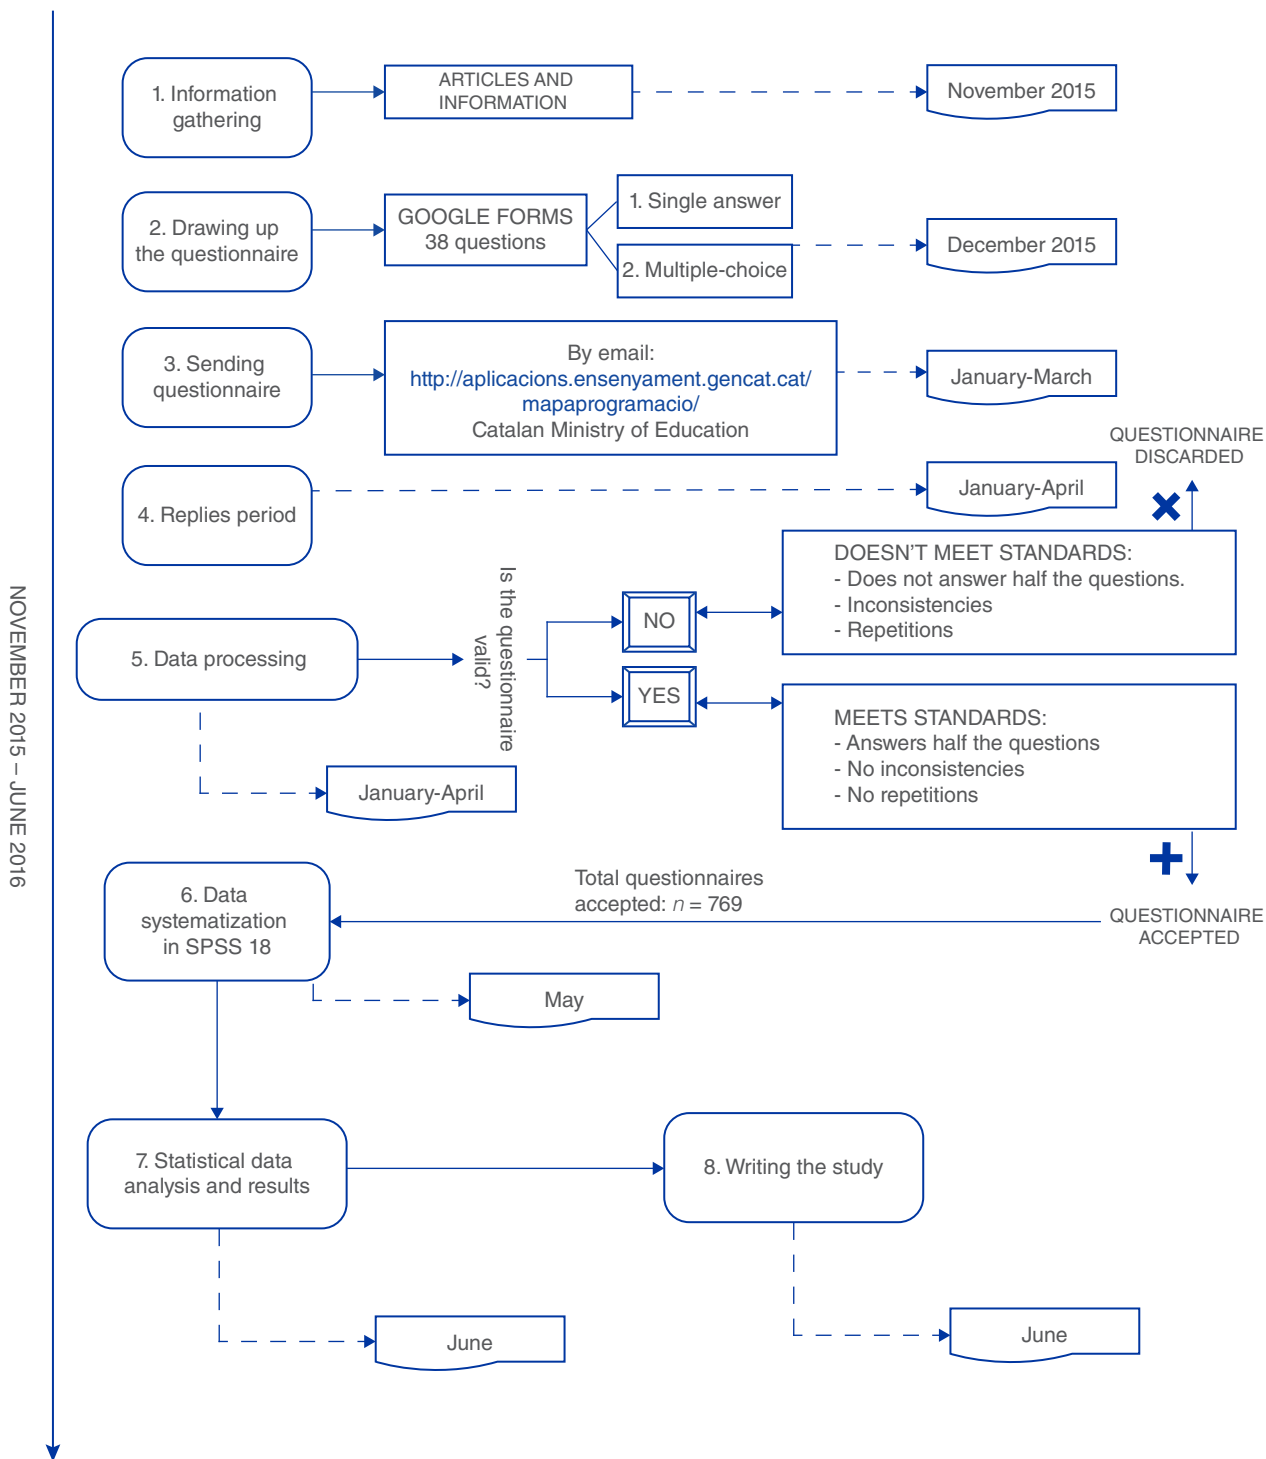 NOVEMBER 2015 – JUNE 2016
1. Information
gathering
ARTICLES AND
INFORMATION
November 2015
2. Drawing up
the questionnaire
GOOGLE FORMS
38 questions
1. Single answer
2. Multiple-choice
December 2015
3. Sending
questionnaire
By email:
http://aplicacions.ensenyament.gencat.cat/
mapaprogramacio/
Catalan Ministry of Education
January-March
4. Replies period
January-April
QUESTIONNAIRE
DISCARDED
5. Data processing
Is the questionnaire
valid?
NO
DOESN'T MEET STANDARDS:
- Does not answer half the questions.
- Inconsistencies
- Repetitions
YES
MEETS STANDARDS:
- Answers half the questions
- No inconsistencies
- No repetitions
January-April
QUESTIONNAIRE
ACCEPTED
Total questionnaires
accepted: n = 769
6. Data
systematization
in SPSS 18
May
7. Statistical data
analysis and results
8. Writing the study
June
June